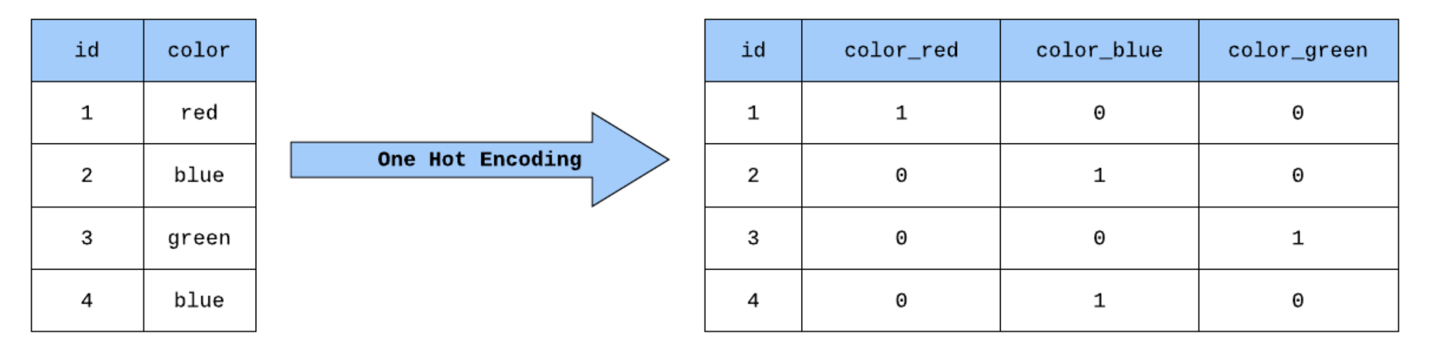 id color
1 red
2 blue
3 green
4 blue
One Hot Encoding
id color_red color_blue color_green
1 1 0 0
2 0 1 0
3 0 0 1
4 0 1 0